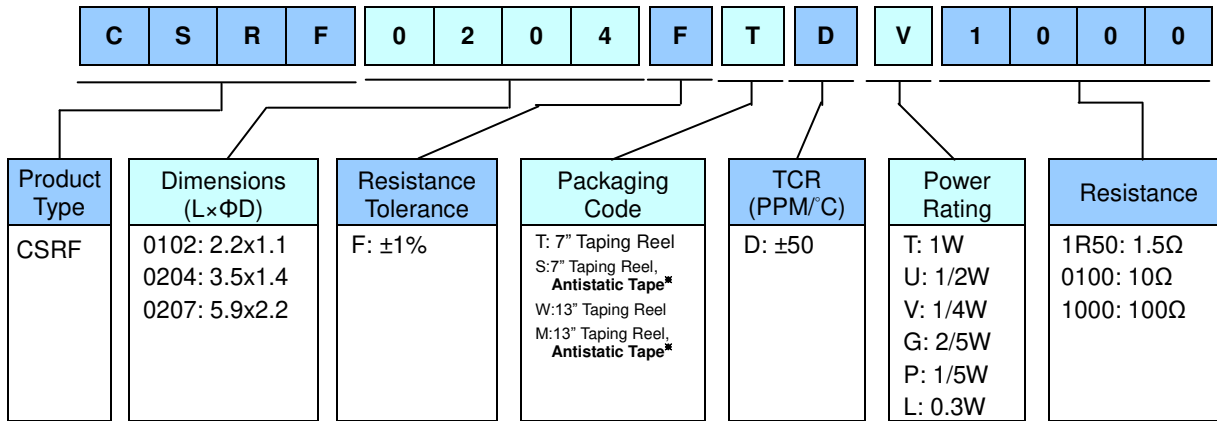 C S R F 0 2 0 4 F T D V 1 0 0 0
Product
Type
CSRF
Dimensions
(L×ΦD)
0102: 2.2x1.1
0204: 3.5x1.4
0207: 5.9x2.2
Resistance
Tolerance
F: ±1%
Packaging
Code
T: 7” Taping Reel
S:7” Taping Reel,
Antistatic Tape※
W:13” Taping Reel
M:13” Taping Reel,
Antistatic Tape※
TCR
(PPM/°C)
D: ±50
Power
Rating
T: 1W
U: 1/2W
V: 1/4W
G: 2/5W
P: 1/5W
L: 0.3W
Resistance
1R50: 1.5Ω
0100: 10Ω
1000: 100Ω